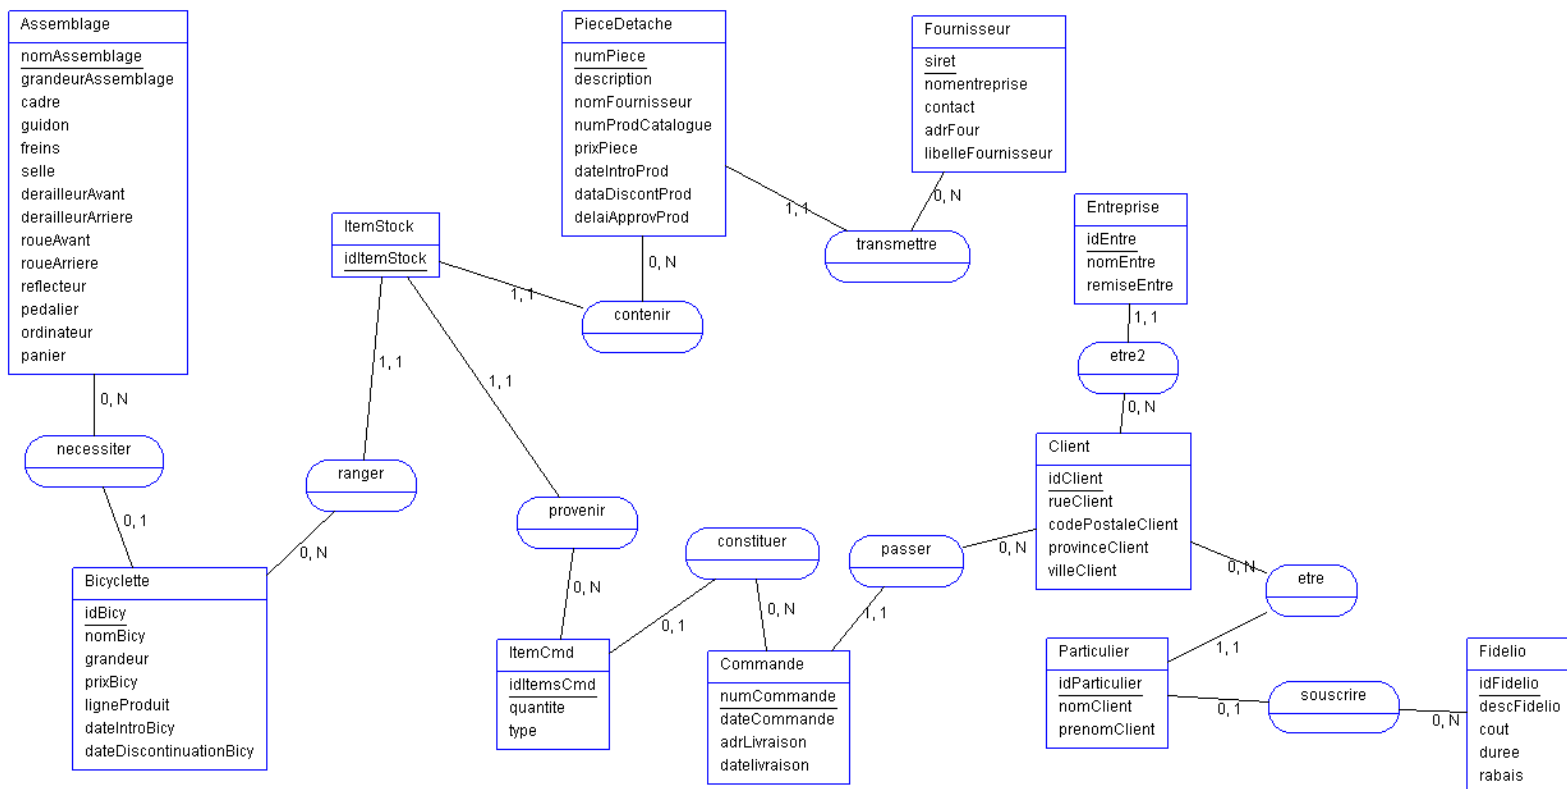 Assemblage
nomAssemblage
grandeurAssemblage
cadre
guidon
freins
selle
derailleurAvant
derailleurArriere
roueAvant
roueArriere
reflecteur
pedalier
ordinateur
panier
PieceDetache
numPiece
description
nomFournisseur
numProdCatalogue
prixPiece
dateIntroProd
dataDiscontProd
delaiApprovProd
Fournisseur
siret
nomentreprise
contact
adrFour
libelleFournisseur
1, 1
0, N
transmettre
Entreprise
idEntre
nomEntre
remiseEntre
ItemStock
idItemStock
0, N
1, 1
contenir
1, 1
etre2
0, N
1, 1
1, 1
0, N
necessiter
0, 1
ranger
0, N
provenir
0, N
constituer
0, 1
0, N
passer
0, N
1, 1
Client
idClient
rueClient
codePostaleClient
provinceClient
villeClient
0, N
etre
1, 1
Bicyclette
idBicy
nomBicy
grandeur
prixBicy
ligneProduit
dateIntroBicy
dateDiscontinuationBicy
ItemCmd
idItemsCmd
quantite
type
Commande
numCommande
dateCommande
adrLivraison
datelivraison
Particulier
idParticulier
nomClient
prenomClient
0, 1
souscrire
0, N
Fidelio
idFidelio
descFidelio
cout
duree
rabais